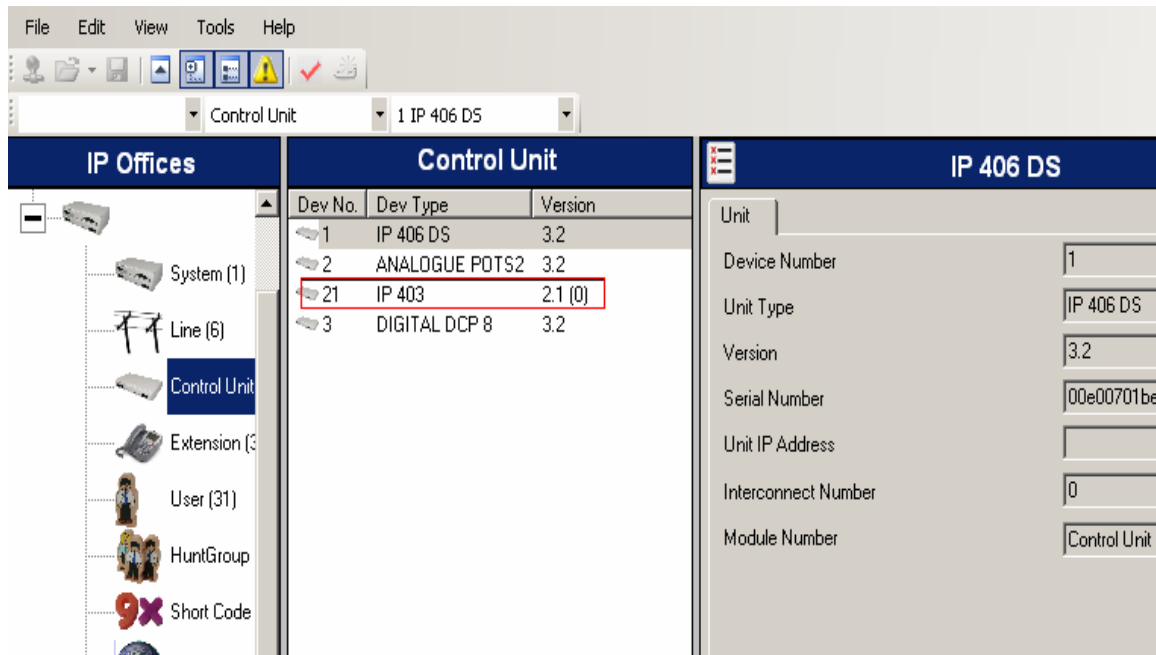 File Edit View Tools Help
Control Unit 1 IP 406 DS
IP Offices
System (1)
Line (6)
Control Unit
Extension (3
User (31)
HuntGroup
Short Code
Control Unit
Dev No. Dev Type Version
1 IP 406 DS 3.2
2 ANALOGUE POTS2 3.2
21 IP 403 2.1 (0)
3 DIGITAL DCP 8 3.2
IP 406 DS
Unit
Device Number 1
Unit Type IP 406 DS
Version 3.2
Serial Number 00e00701be
Unit IP Address
Interconnect Number 0
Module Number Control Unit